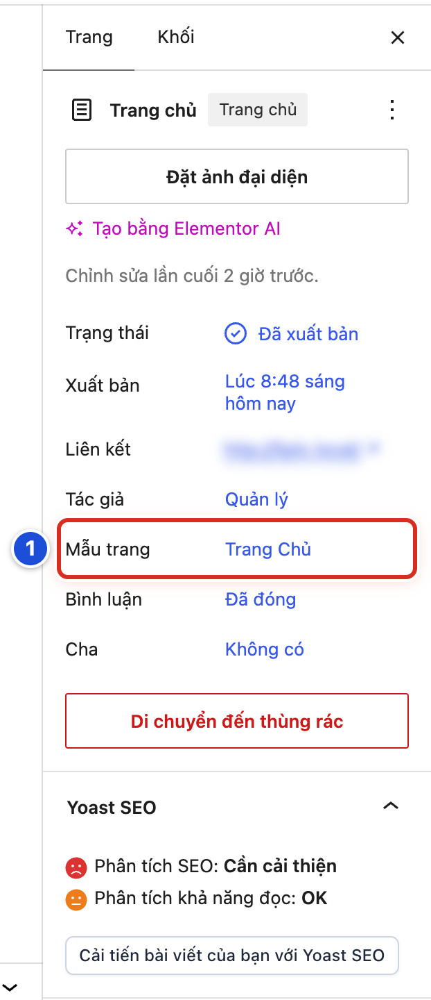 Trang Khối
Trang chủ Trang chủ
Đặt ảnh đại diện
Tạo bằng Elementor AI
Chỉnh sửa lần cuối 2 giờ trước.
Trạng thái Đã xuất bản
Xuất bản Lúc 8:48 sáng
hôm nay
Liên kết
Tác giả Quản lý
1 Mẫu trang Trang Chủ
Bình luận Đã đóng
Cha Không có
Di chuyển đến thùng rác
Yoast SEO
Phân tích SEO: Cần cải thiện
Phân tích khả năng đọc: OK
Cải tiến bài viết của bạn với Yoast SEO